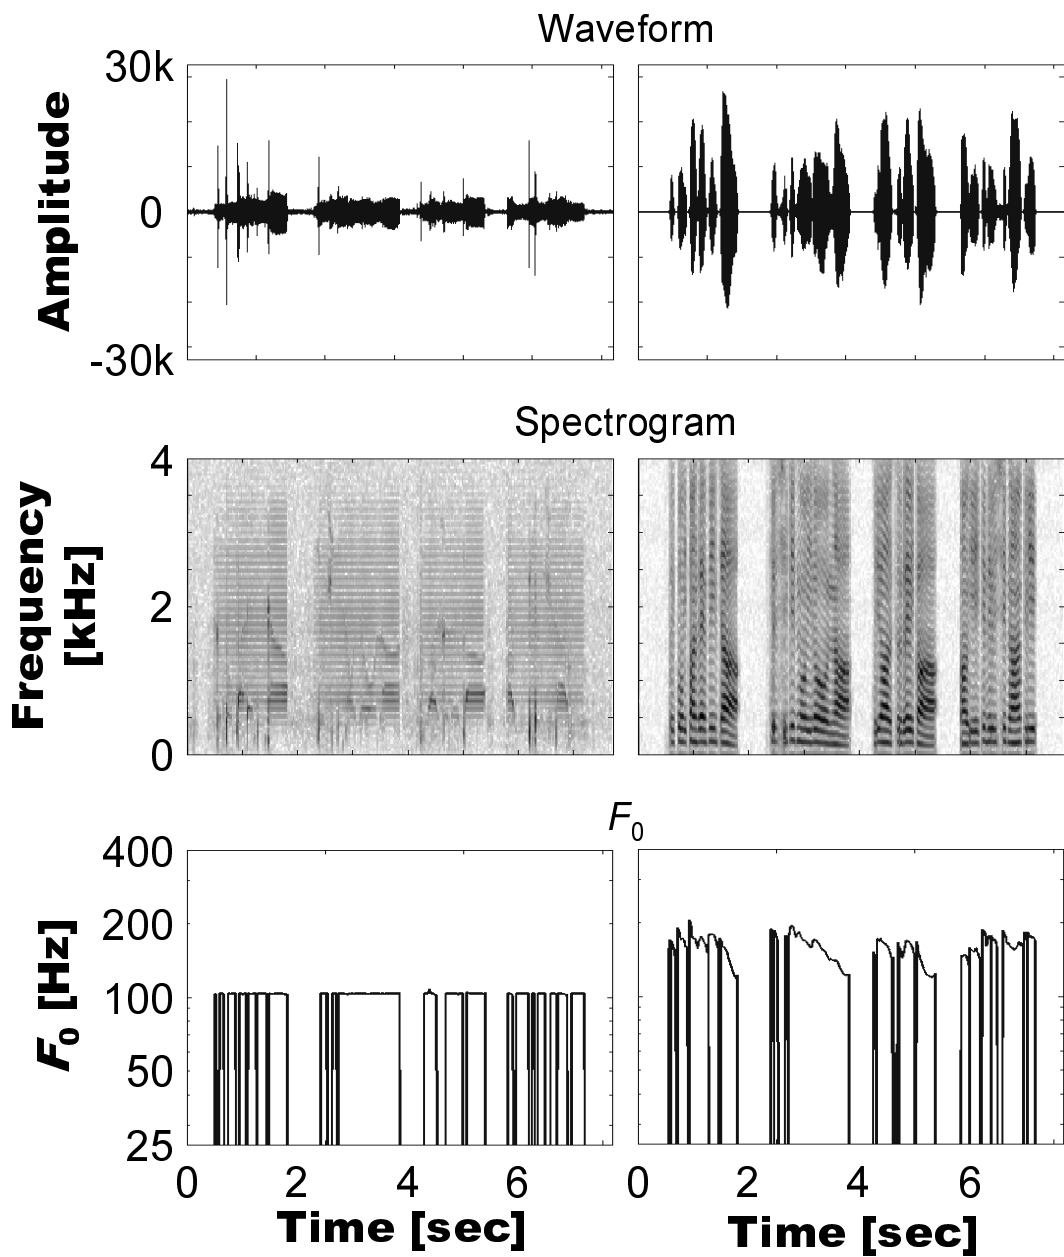 Waveform
30k
0
-30k
Amplitude
Spectrogram
4
2
0
Frequency
[kHz]
F0
400
200
100
50
25
F0 [Hz]
0 2 4 6 0 2 4 6
Time [sec] Time [sec]